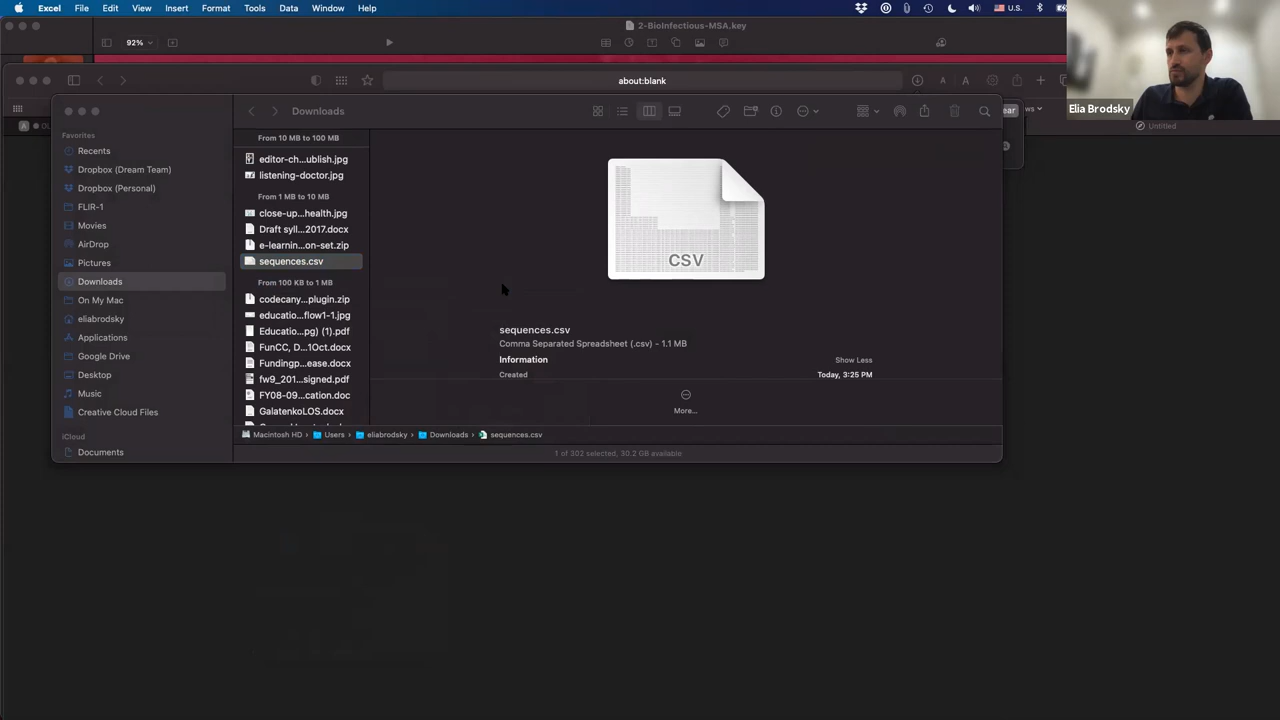 Excel File Edit View Insert Format Tools Data Window Help
U.S.
2-BioInfectious-MSA.key
92%
about:blank
A A
Untitled
Elia Brodsky
Downloads
Favorites
Recents
Dropbox (Dream Team)
Dropbox (Personal)
FLIR-1
Movies
AirDrop
Pictures
Downloads
On My Mac
eliabrodsky
Applications
Google Drive
Desktop
Music
Creative Cloud Files
iCloud
Documents
From 10 MB to 100 MB
editor-ch...ublish.jpg
listening-doctor.jpg
From 1 MB to 10 MB
close-up...health.jpg
Draft syll...2017.docx
e-learnin...on-set.zip
sequences.csv
From 100 KB to 1 MB
codecany...plugin.zip
education...flow1-1.jpg
Educatio...pg) (1).pdf
FunCC, D...1Oct.docx
Fundingp...ease.docx
fw9_201...signed.pdf
FY08-09...cation.doc
GalatenkoLOS.docx
CSV
sequences.csv
Comma Separated Spreadsheet (.csv) - 1.1 MB
Information Show Less
Created Today, 3:25 PM
More...
Macintosh HD › Users › eliabrodsky › Downloads › sequences.csv
1 of 302 selected, 30.2 GB available